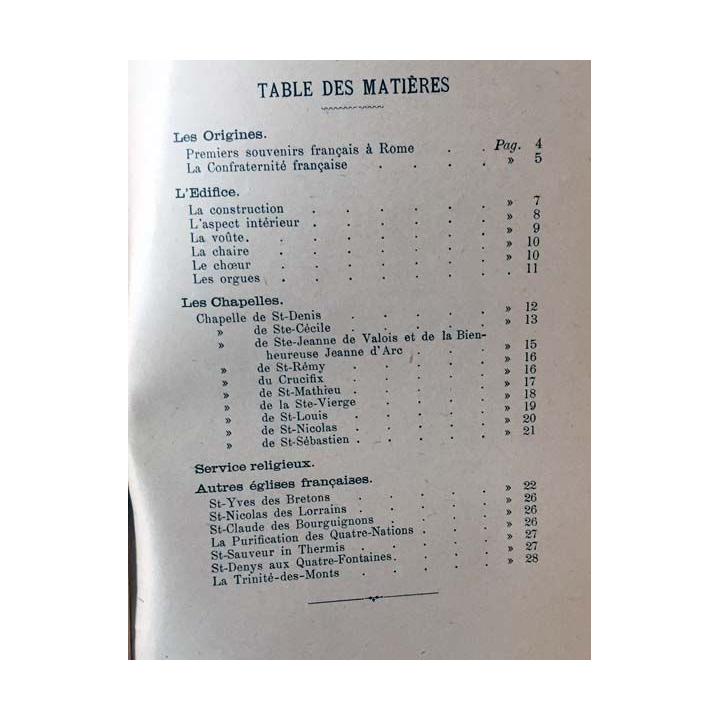 TABLE DES MATIÈRES
Les Origines.
Premiers souvenirs français à Rome . . Pag. 4
La Confraternité française . . . . » 5
L'Edifice.
La construction . . . . . . » 7
L'aspect intérieur . . . . . . » 8
La voûte. . . . . . . . » 9
La chaire . . . . . . . » 10
Le chœur . . . . . . . » 10
Les orgues . . . . . . . . 11
Les Chapelles.
Chapelle de St-Denis . . . . . » 12
» de Ste-Cécile . . . . . » 13
» de Ste-Jeanne de Valois et de la Bien-
heureuse Jeanne d'Arc . . . » 15
» de St-Rémy . . . . . » 16
» du Crucifix . . . . . » 16
» de St-Mathieu . . . . . » 17
» de la Ste-Vierge . . . . » 18
» de St-Louis . . . . . » 19
» de St-Nicolas . . . . . » 20
» de St-Sébastien . . . . . » 21
Service religieux.
Autres églises françaises.
St-Yves des Bretons . . . . . » 22
St-Nicolas des Lorrains . . . . » 26
St-Claude des Bourguignons . . . . » 26
La Purification des Quatre-Nations . . . » 26
St-Sauveur in Thermis . . . . » 27
St-Denys aux Quatre-Fontaines. . . . » 27
La Trinité-des-Monts . . . . . » 28